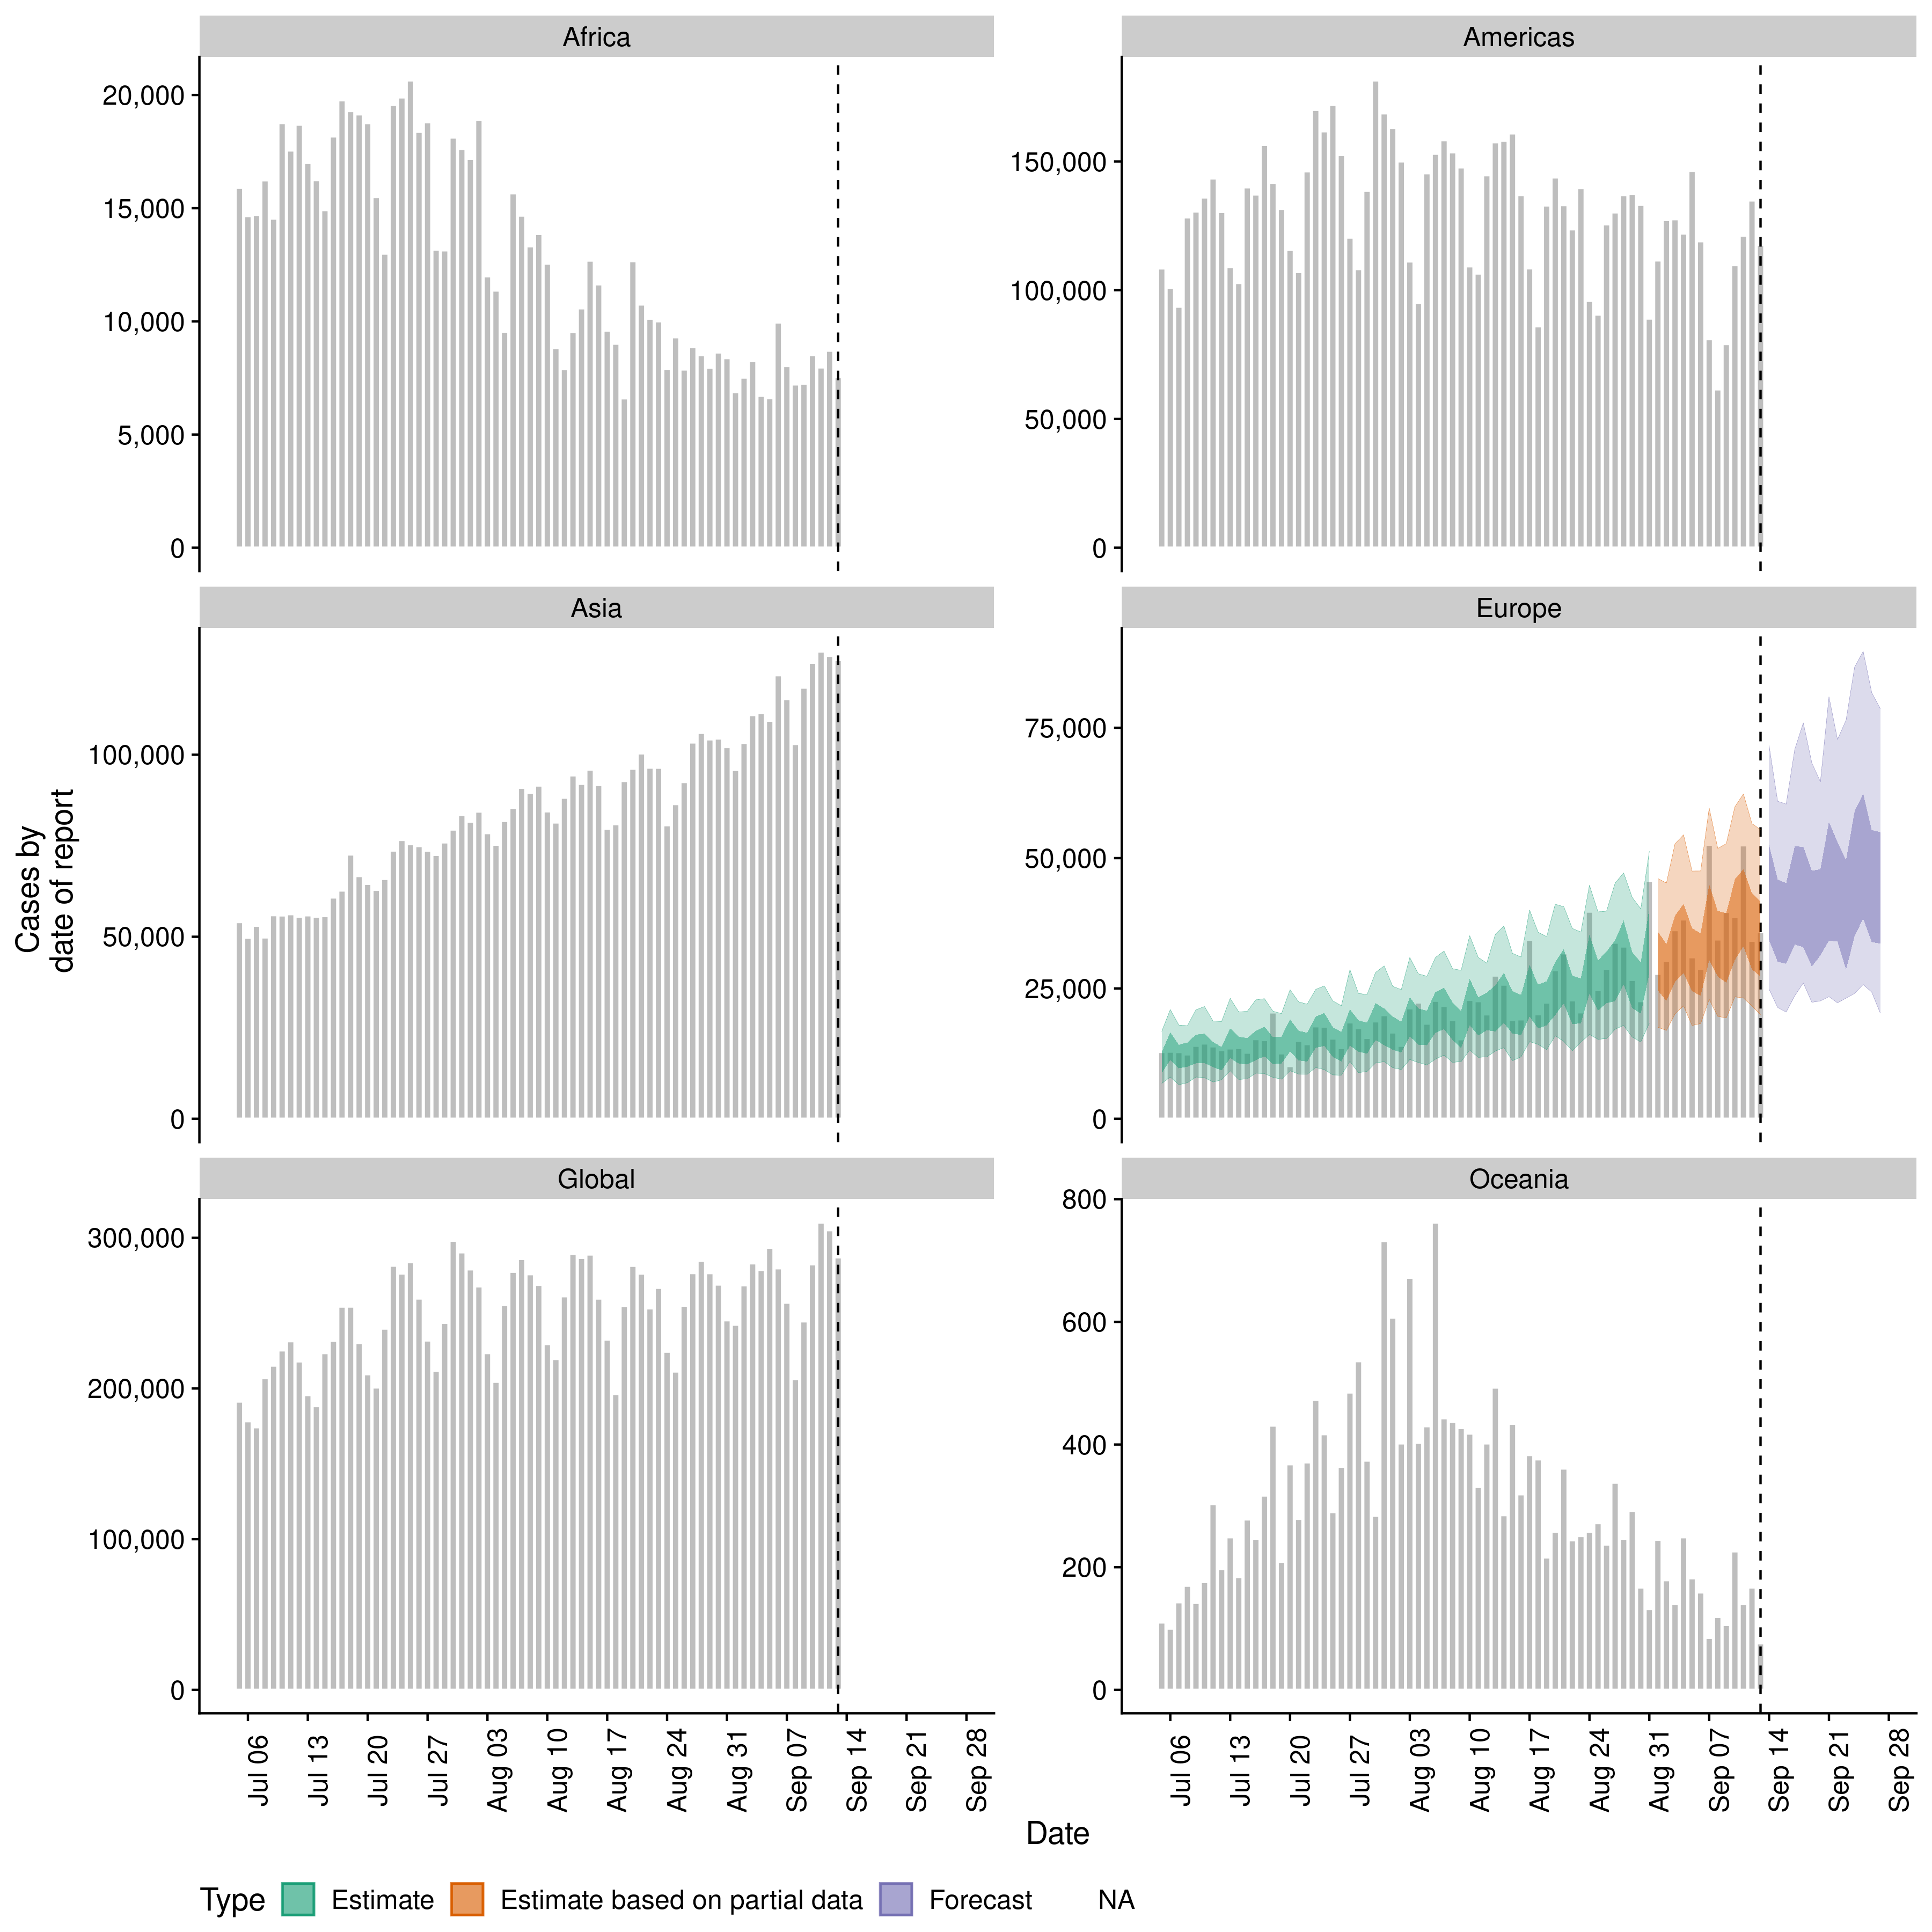 Africa
Americas
20,000
15,000
10,000
5,000
0
150,000
100,000
50,000
0
Asia
Europe
100,000
50,000
0
75,000
50,000
25,000
0
Global
Oceania
300,000
200,000
100,000
0
800
600
400
200
0
Cases by
date of report
Jul 06
Jul 13
Jul 20
Jul 27
Aug 03
Aug 10
Aug 17
Aug 24
Aug 31
Sep 07
Sep 14
Sep 21
Sep 28
Jul 06
Jul 13
Jul 20
Jul 27
Aug 03
Aug 10
Aug 17
Aug 24
Aug 31
Sep 07
Sep 14
Sep 21
Sep 28
Date
Type Estimate Estimate based on partial data Forecast NA